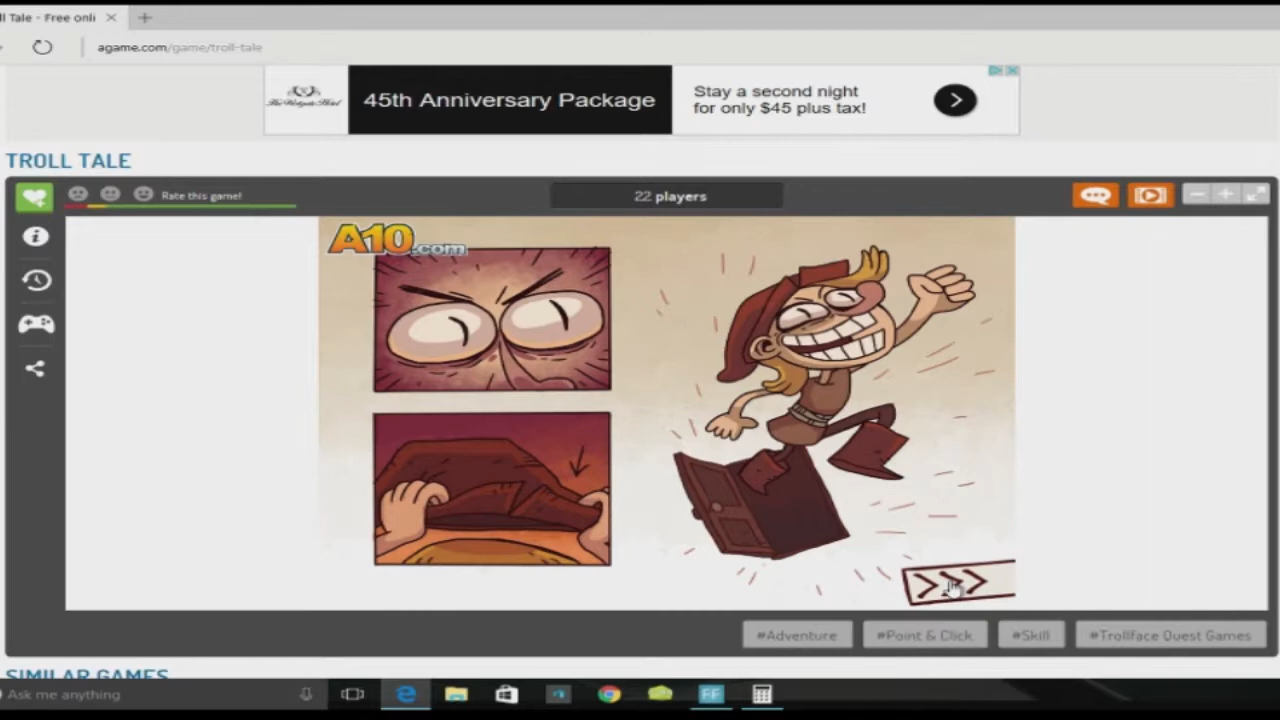 ll Tale - Free onli
agame.com/game/troll-tale
45th Anniversary Package
Stay a second night
for only $45 plus tax!
TROLL TALE
Rate this game!
22 players
A10.com
#Adventure
#Point & Click
#Skill
#Trollface Quest Games
SIMILAR GAMES
Ask me anything
FF